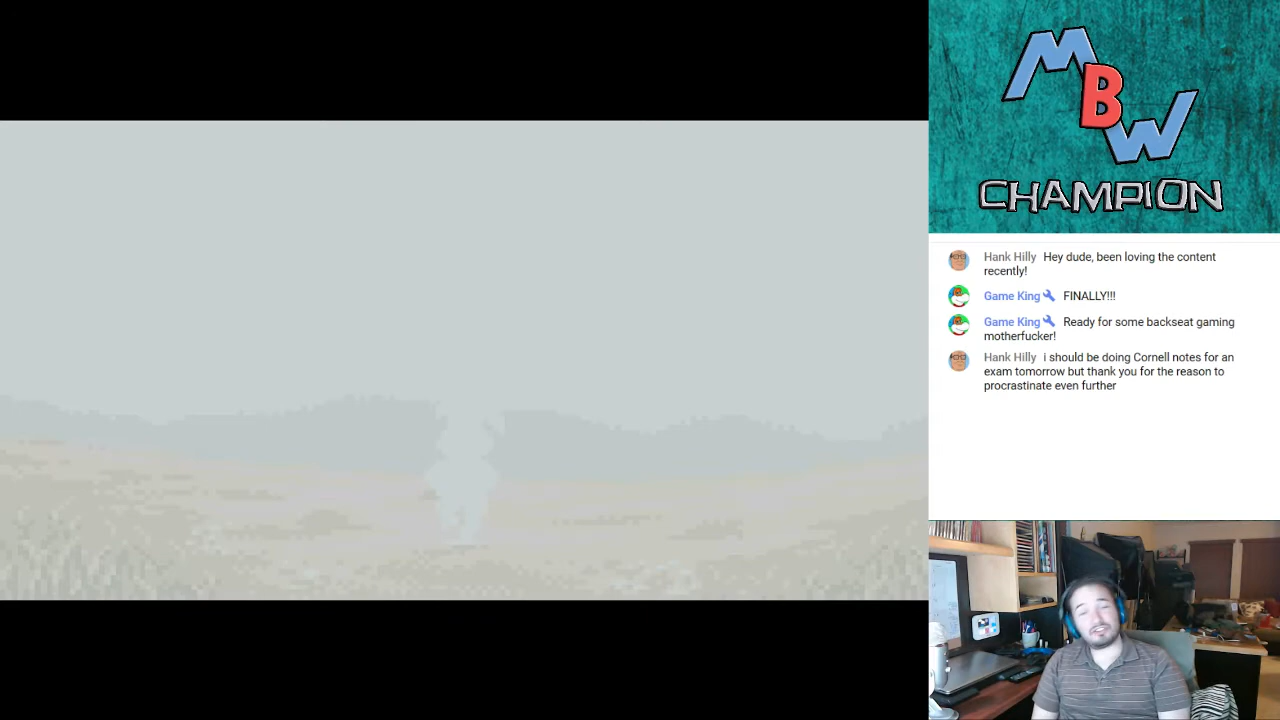 MBW
CHAMPION
Hank Hilly Hey dude, been loving the content
recently!
Game King FINALLY!!!
Game King Ready for some backseat gaming
motherfucker!
Hank Hilly i should be doing Cornell notes for an
exam tomorrow but thank you for the reason to
procrastinate even further